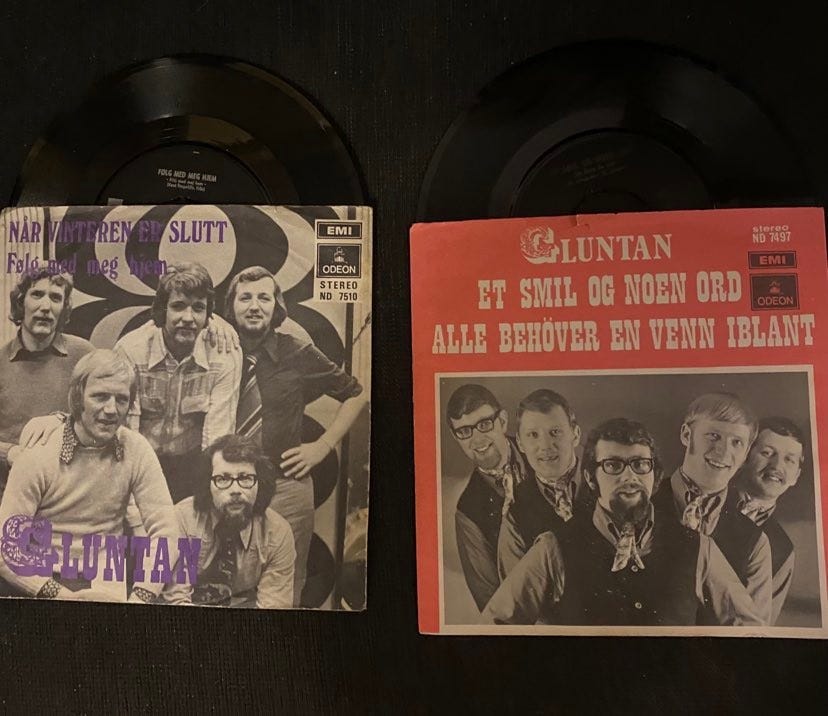 FØLG MED MEG HJEM
NÅR VINTEREN ER SLUTT
Følg med meg hjem
EMI
ODEON
STEREO
ND 7510
GLUNTAN
GLUNTAN
stereo
ND 7497
EMI
ODEON
ET SMIL OG NOEN ORD
ALLE BEHÖVER EN VENN IBLANT